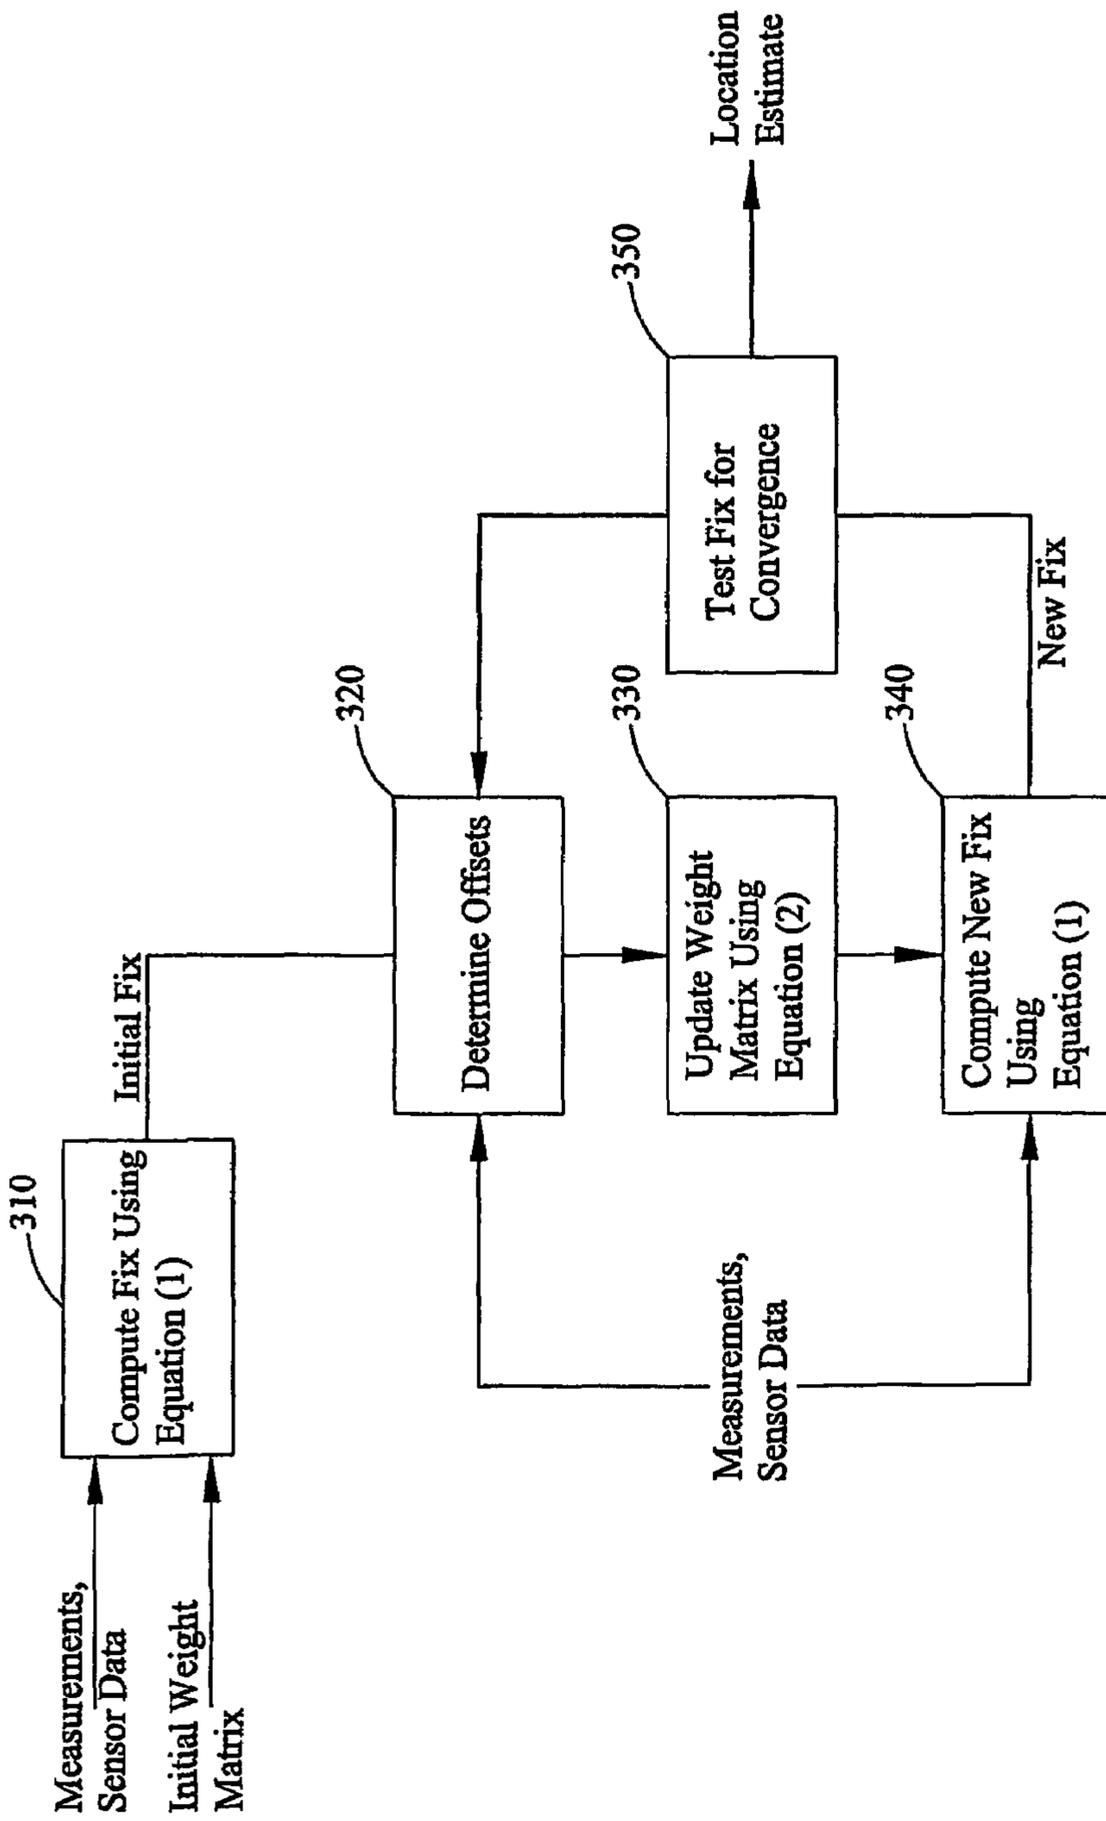 Measurements,
Sensor Data
Initial Weight
Matrix
310
Compute Fix Using
Equation (1)
Initial Fix
320
Determine Offsets
Measurements,
Sensor Data
330
Update Weight
Matrix Using
Equation (2)
340
Compute New Fix
Using
Equation (1)
New Fix
350
Test Fix for
Convergence
Location
Estimate